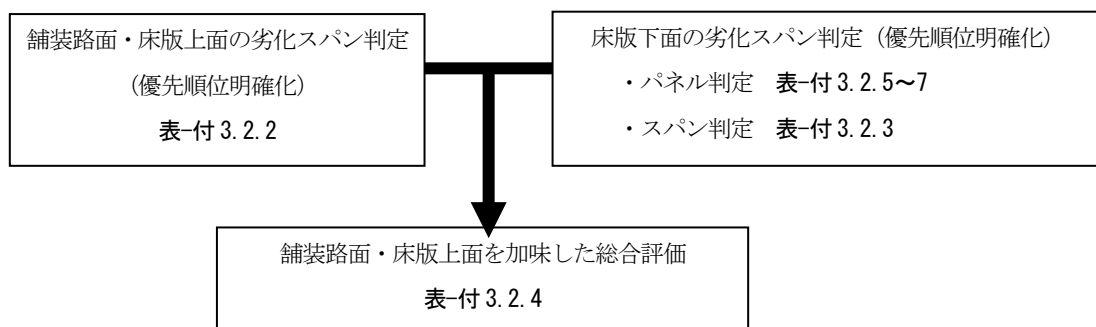 舗装路面・床版上面の劣化スパン判定
(優先順位明確化)
表-付 3.2.2
床版下面の劣化スパン判定（優先順位明確化）
・パネル判定　表-付 3.2.5～7
・スパン判定　表-付 3.2.3
舗装路面・床版上面を加味した総合評価
表-付 3.2.4